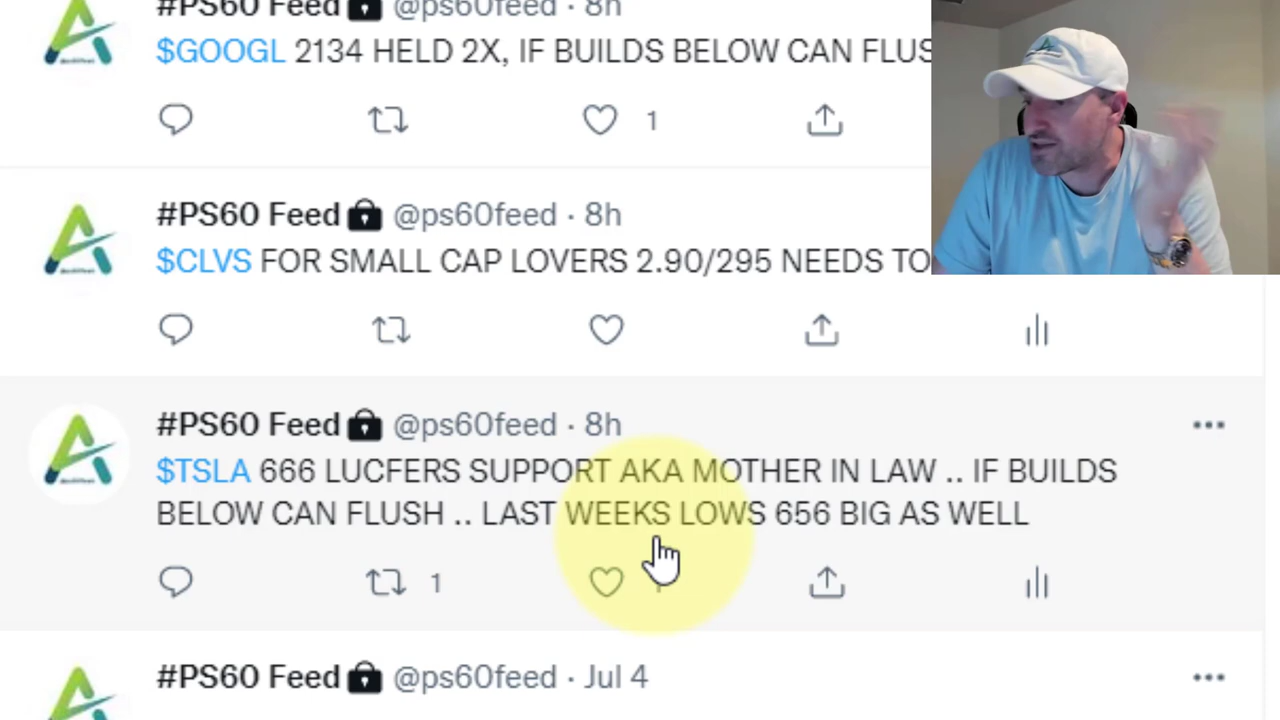 #PS60 Feed @ps60feed · 8h
$GOOGL 2134 HELD 2X, IF BUILDS BELOW CAN
1
#PS60 Feed @ps60feed · 8h
$CLVS FOR SMALL CAP LOVERS 2.90/295 NEEDS TO
#PS60 Feed @ps60feed · 8h
$TSLA 666 LUCFERS SUPPORT AKA MOTHER IN LAW .. IF BUILDS
BELOW CAN FLUSH .. LAST WEEKS LOWS 656 BIG AS WELL
1
#PS60 Feed @ps60feed · Jul 4